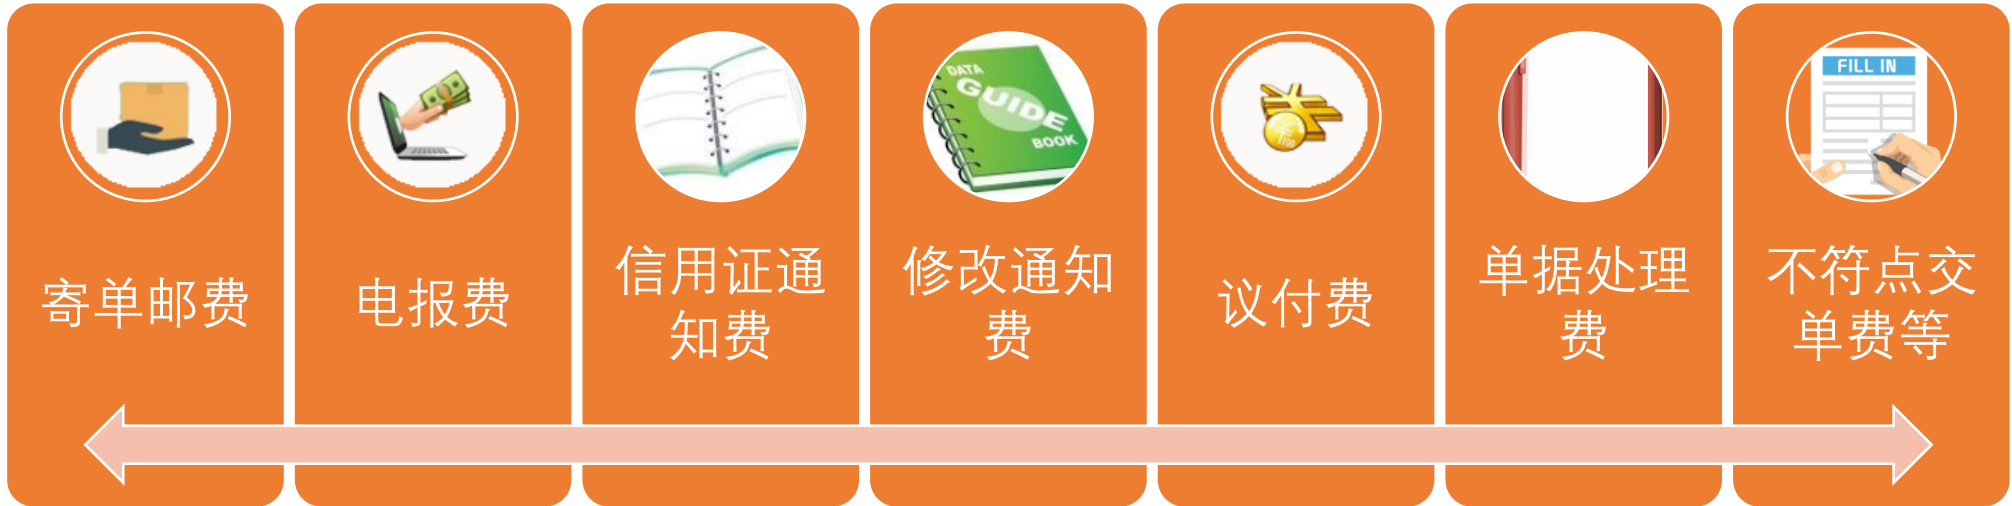 DATA
GUIDE
BOOK
FILL IN
寄单邮费
电报费
信用证通
知费
修改通知
费
议付费
单据处理
费
不符点交
单费等